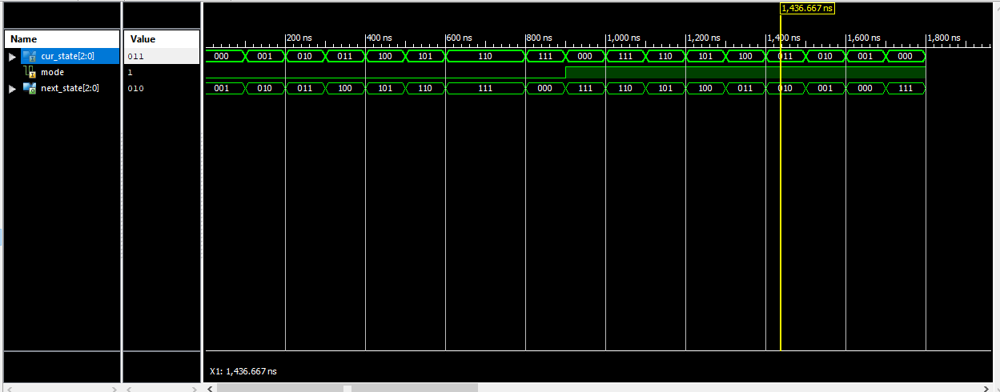 1,436.667 ns
Name Value 200 ns 400 ns 600 ns 800 ns 1,000 ns 1,200 ns 1,400 ns 1,600 ns 1,800 ns
cur_state[2:0] 011 000 001 010 011 100 101 110 111 000 111 110 101 100 011 010 001 000
mode 1
next_state[2:0] 010 001 010 011 100 101 110 111 000 111 110 101 100 011 010 001 000 111
X1: 1,436.667 ns